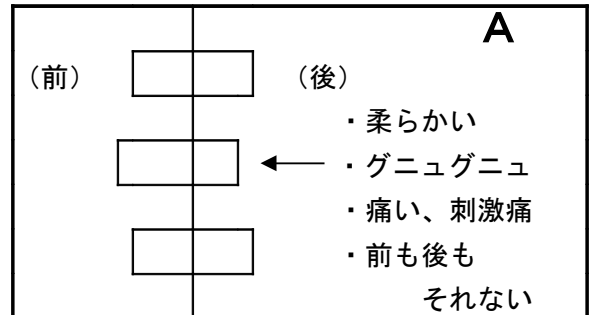 A
（前）
（後）
・柔らかい
・グニュグニュ
・痛い、刺激痛
・前も後も
それない